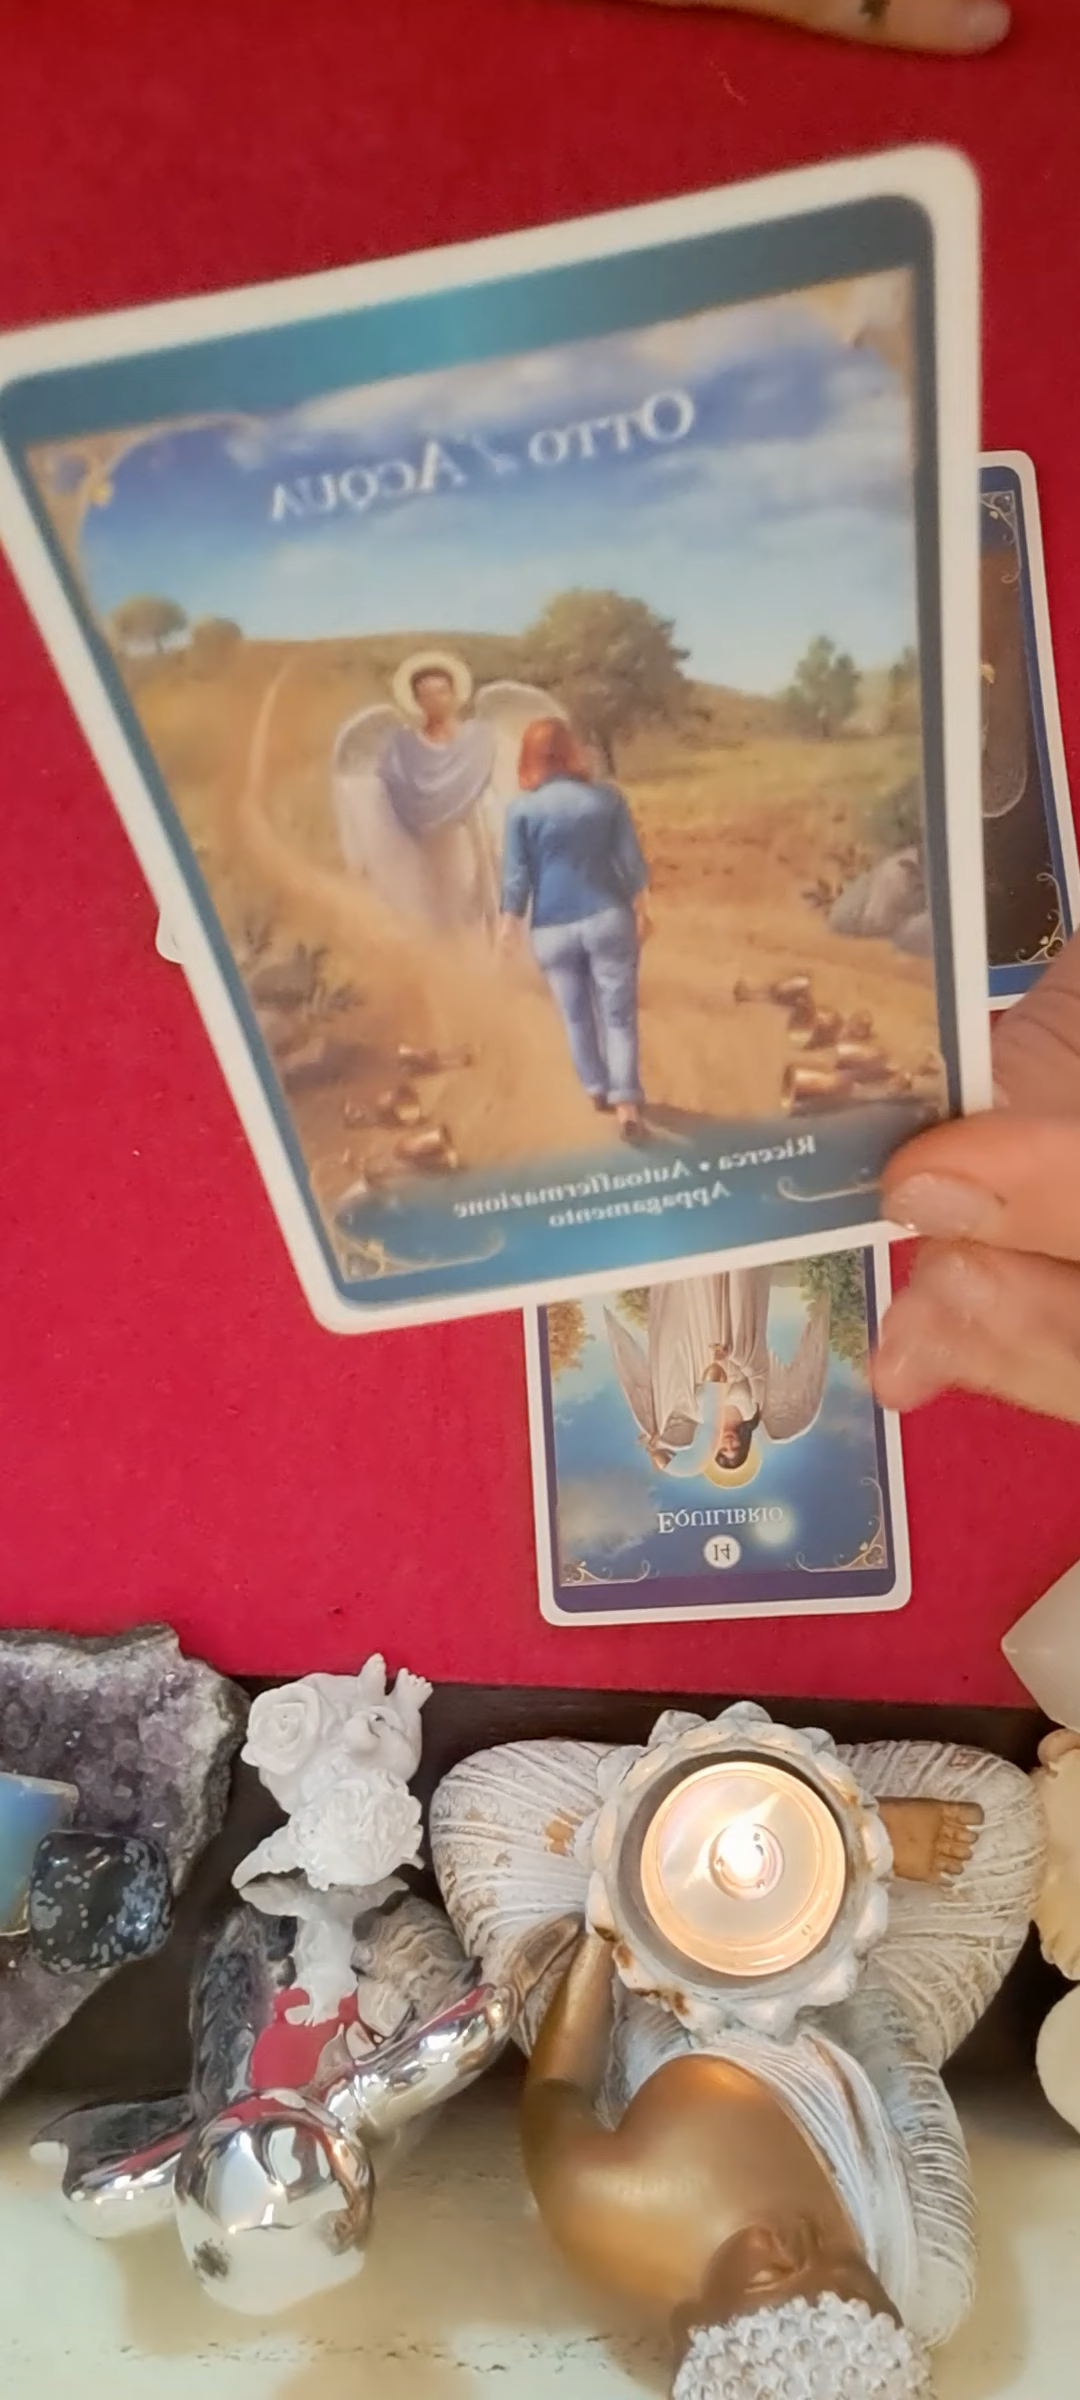 Otto d'Acqua
Ricerca • Autoaffermazione
Appagamento
Equilibrio
14